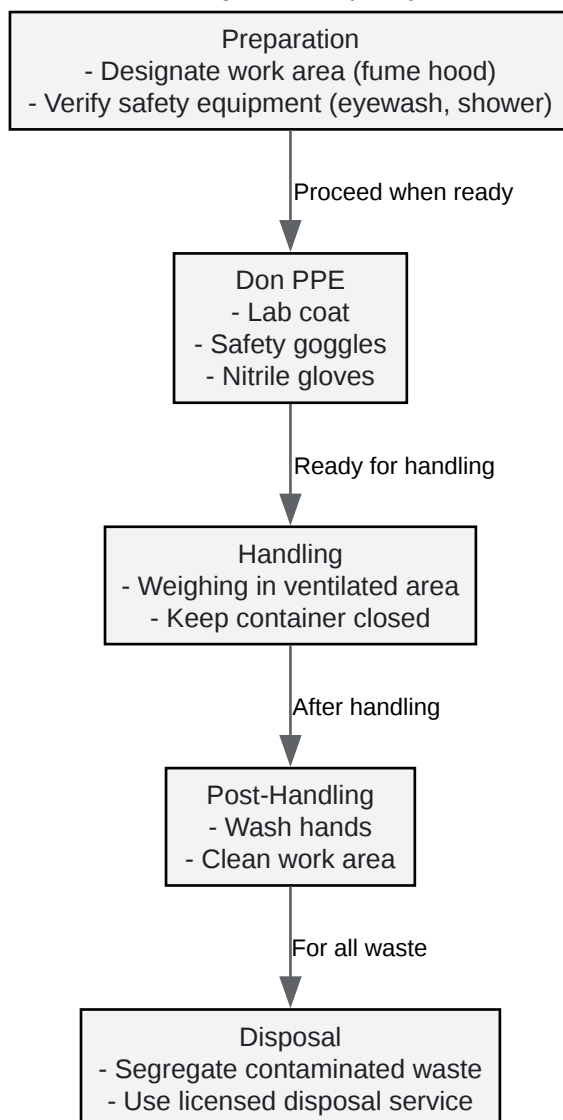 Preparation
- Designate work area (fume hood)
- Verify safety equipment (eyewash, shower)
Proceed when ready
Don PPE
- Lab coat
- Safety goggles
- Nitrile gloves
Ready for handling
Handling
- Weighing in ventilated area
- Keep container closed
After handling
Post-Handling
- Wash hands
- Clean work area
For all waste
Disposal
- Segregate contaminated waste
- Use licensed disposal service